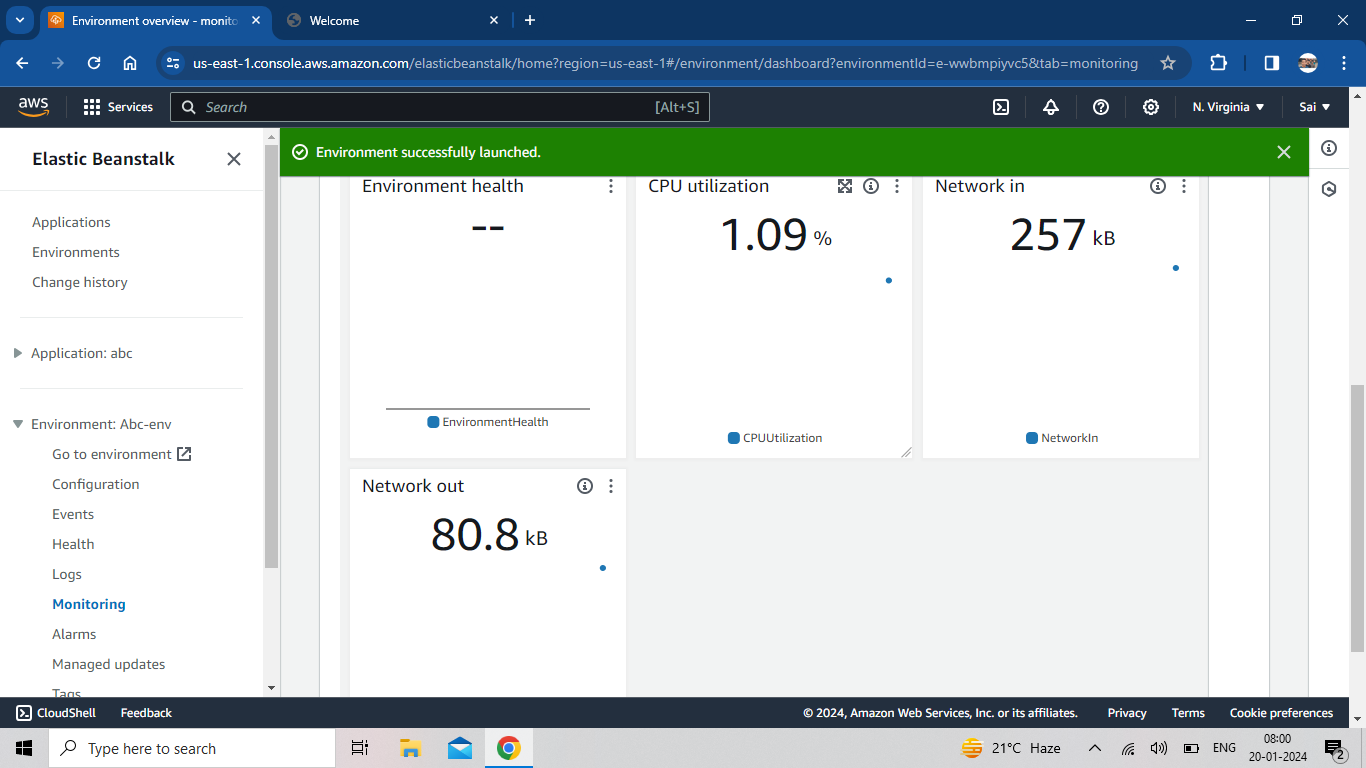 Environment overview - monito
Welcome
us-east-1.console.aws.amazon.com/elasticbeanstalk/home?region=us-east-1#/environment/dashboard?environmentId=e-wwbmpiyvc5&tab=monitoring
aws
Services
Search
[Alt+S]
N. Virginia
Sai
Elastic Beanstalk
Environment successfully launched.
Applications
Environments
Change history
Application: abc
Environment: Abc-env
Go to environment
Configuration
Events
Health
Logs
Monitoring
Alarms
Managed updates
Tags
Environment health
--
EnvironmentHealth
CPU utilization
1.09 %
CPUUtilization
Network in
257 kB
NetworkIn
Network out
80.8 kB
CloudShell
Feedback
© 2024, Amazon Web Services, Inc. or its affiliates.
Privacy
Terms
Cookie preferences
Type here to search
21°C Haze
ENG
08:00
20-01-2024
2